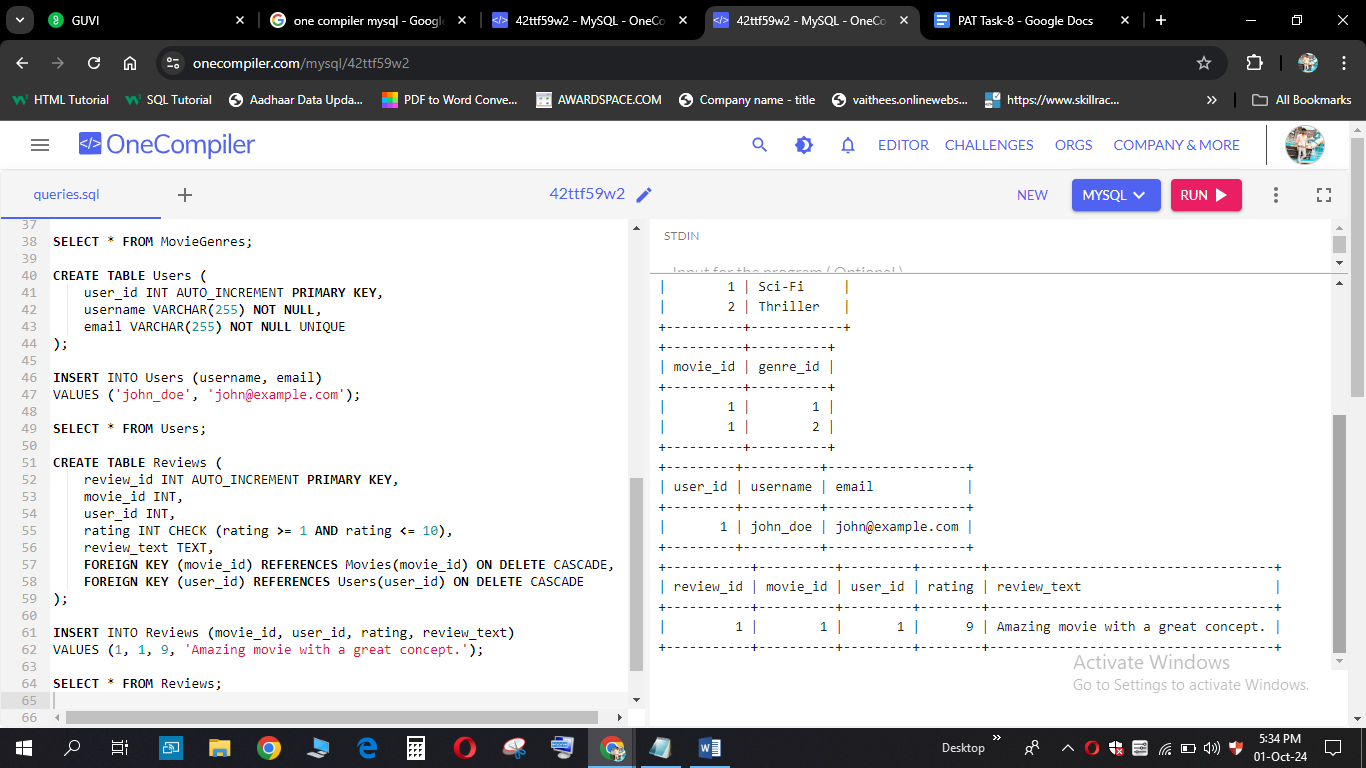 GUVI
one compiler mysql - Google
42ttf59w2 - MySQL - OneCo
42ttf59w2 - MySQL - OneCo
PAT Task-8 - Google Docs
onecompiler.com/mysql/42ttf59w2
HTML Tutorial
SQL Tutorial
Aadhaar Data Upda...
PDF to Word Conve...
AWARDSPACE.COM
Company name - title
vaithees.onlinewebs...
https://www.skillrac...
All Bookmarks
OneCompiler
EDITOR
CHALLENGES
ORGS
COMPANY & MORE
queries.sql
42ttf59w2
NEW
MYSQL
RUN
37
38 SELECT * FROM MovieGenres;
39
40 CREATE TABLE Users (
41 user_id INT AUTO_INCREMENT PRIMARY KEY,
42 username VARCHAR(255) NOT NULL,
43 email VARCHAR(255) NOT NULL UNIQUE
44 );
45
46 INSERT INTO Users (username, email)
47 VALUES ('john_doe', 'john@example.com');
48
49 SELECT * FROM Users;
50
51 CREATE TABLE Reviews (
52 review_id INT AUTO_INCREMENT PRIMARY KEY,
53 movie_id INT,
54 user_id INT,
55 rating INT CHECK (rating >= 1 AND rating <= 10),
56 review_text TEXT,
57 FOREIGN KEY (movie_id) REFERENCES Movies(movie_id) ON DELETE CASCADE,
58 FOREIGN KEY (user_id) REFERENCES Users(user_id) ON DELETE CASCADE
59 );
60
61 INSERT INTO Reviews (movie_id, user_id, rating, review_text)
62 VALUES (1, 1, 9, 'Amazing movie with a great concept.');
63
64 SELECT * FROM Reviews;
65
66
STDIN
Input for the program ( Optional )
| 1 | Sci-Fi |
| 2 | Thriller |
+----------+------------+
+----------+----------+
| movie_id | genre_id |
+----------+----------+
| 1 | 1 |
| 1 | 2 |
+----------+----------+
+---------+----------+------------------+
| user_id | username | email |
+---------+----------+------------------+
| 1 | john_doe | john@example.com |
+---------+----------+------------------+
+-----------+----------+---------+--------+-------------------------------------+
| review_id | movie_id | user_id | rating | review_text |
+-----------+----------+---------+--------+-------------------------------------+
| 1 | 1 | 1 | 9 | Amazing movie with a great concept. |
+-----------+----------+---------+--------+-------------------------------------+
Activate Windows
Go to Settings to activate Windows.
Desktop
5:34 PM
01-Oct-24